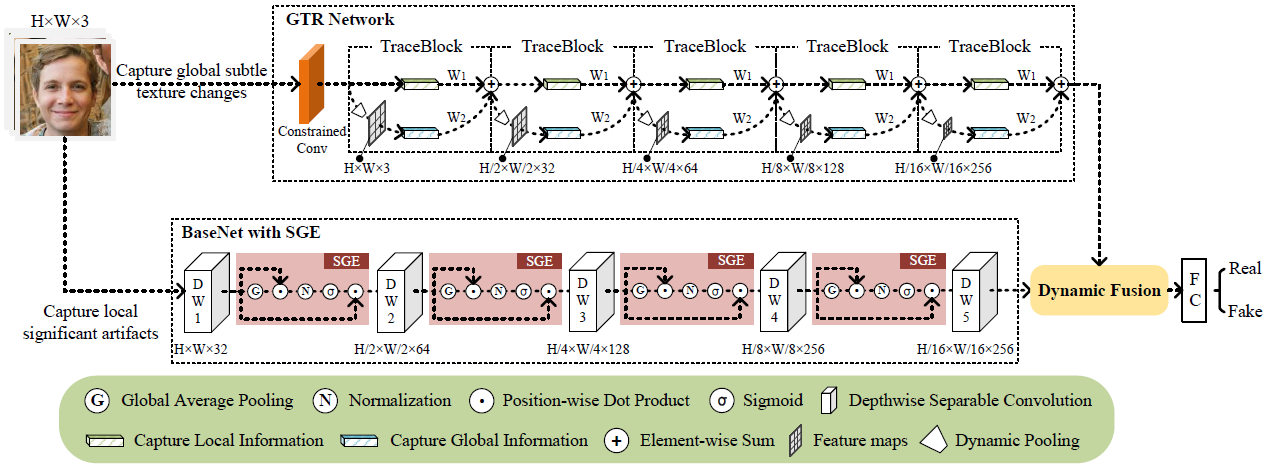 H×W×3
GTR Network
TraceBlock TraceBlock TraceBlock TraceBlock TraceBlock
Capture global subtle
texture changes
W1 W1 W1 W1 W1
W2 W2 W2 W2 W2
Constrained
Conv
H×W×3 H/2×W/2×32 H/4×W/4×64 H/8×W/8×128 H/16×W/16×256
BaseNet with SGE
SGE SGE SGE SGE
DW1 G N σ DW2 G N σ DW3 G N σ DW4 G N σ DW5
Capture local
significant artifacts
H×W×32 H/2×W/2×64 H/4×W/4×128 H/8×W/8×256 H/16×W/16×256
Dynamic Fusion
FC
Real
Fake
G Global Average Pooling N Normalization Position-wise Dot Product σ Sigmoid Depthwise Separable Convolution
Capture Local Information Capture Global Information + Element-wise Sum Feature maps Dynamic Pooling